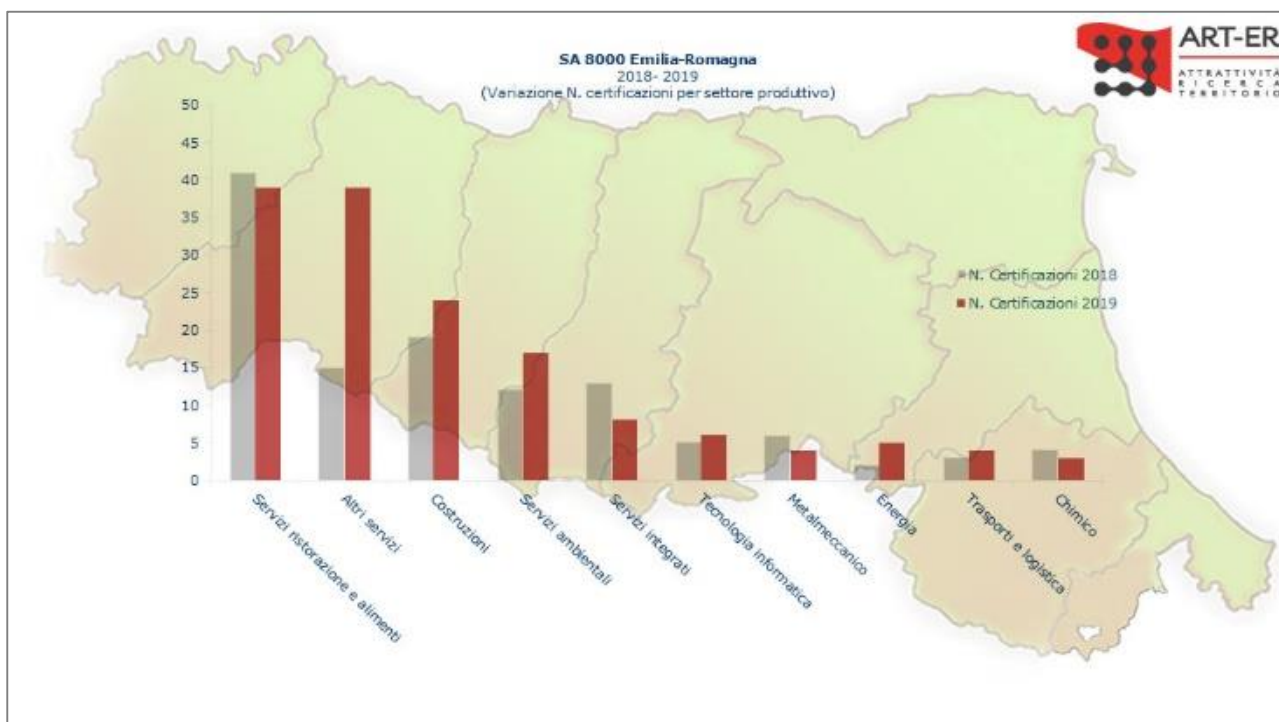 SA 8000 Emilia-Romagna
2018- 2019
(Variazione N. certificazioni per settore produttivo)
ART-ER
ATTRATTIVITÀ
RICERCA
TERRITORIO
50
45
40
35
30
25
20
15
10
5
0
N. Certificazioni 2018
N. Certificazioni 2019
Servizi ristorazione e alimenti
Altri servizi
Costruzioni
Servizi ambientali
Servizi integrati
Tecnologia informatica
Metalmeccanico
Energia
Trasporti e logistica
Chimico